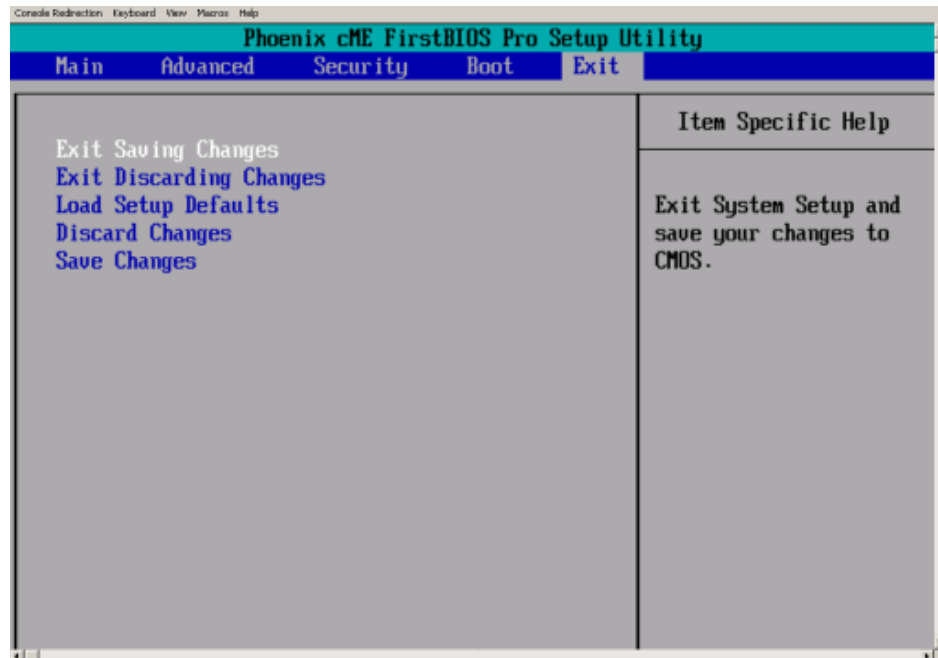 Console Redirection Keyboard View Macros Help
Phoenix cME FirstBIOS Pro Setup Utility
Main Advanced Security Boot Exit
Exit Saving Changes
Exit Discarding Changes
Load Setup Defaults
Discard Changes
Save Changes
Item Specific Help
Exit System Setup and
save your changes to
CMOS.